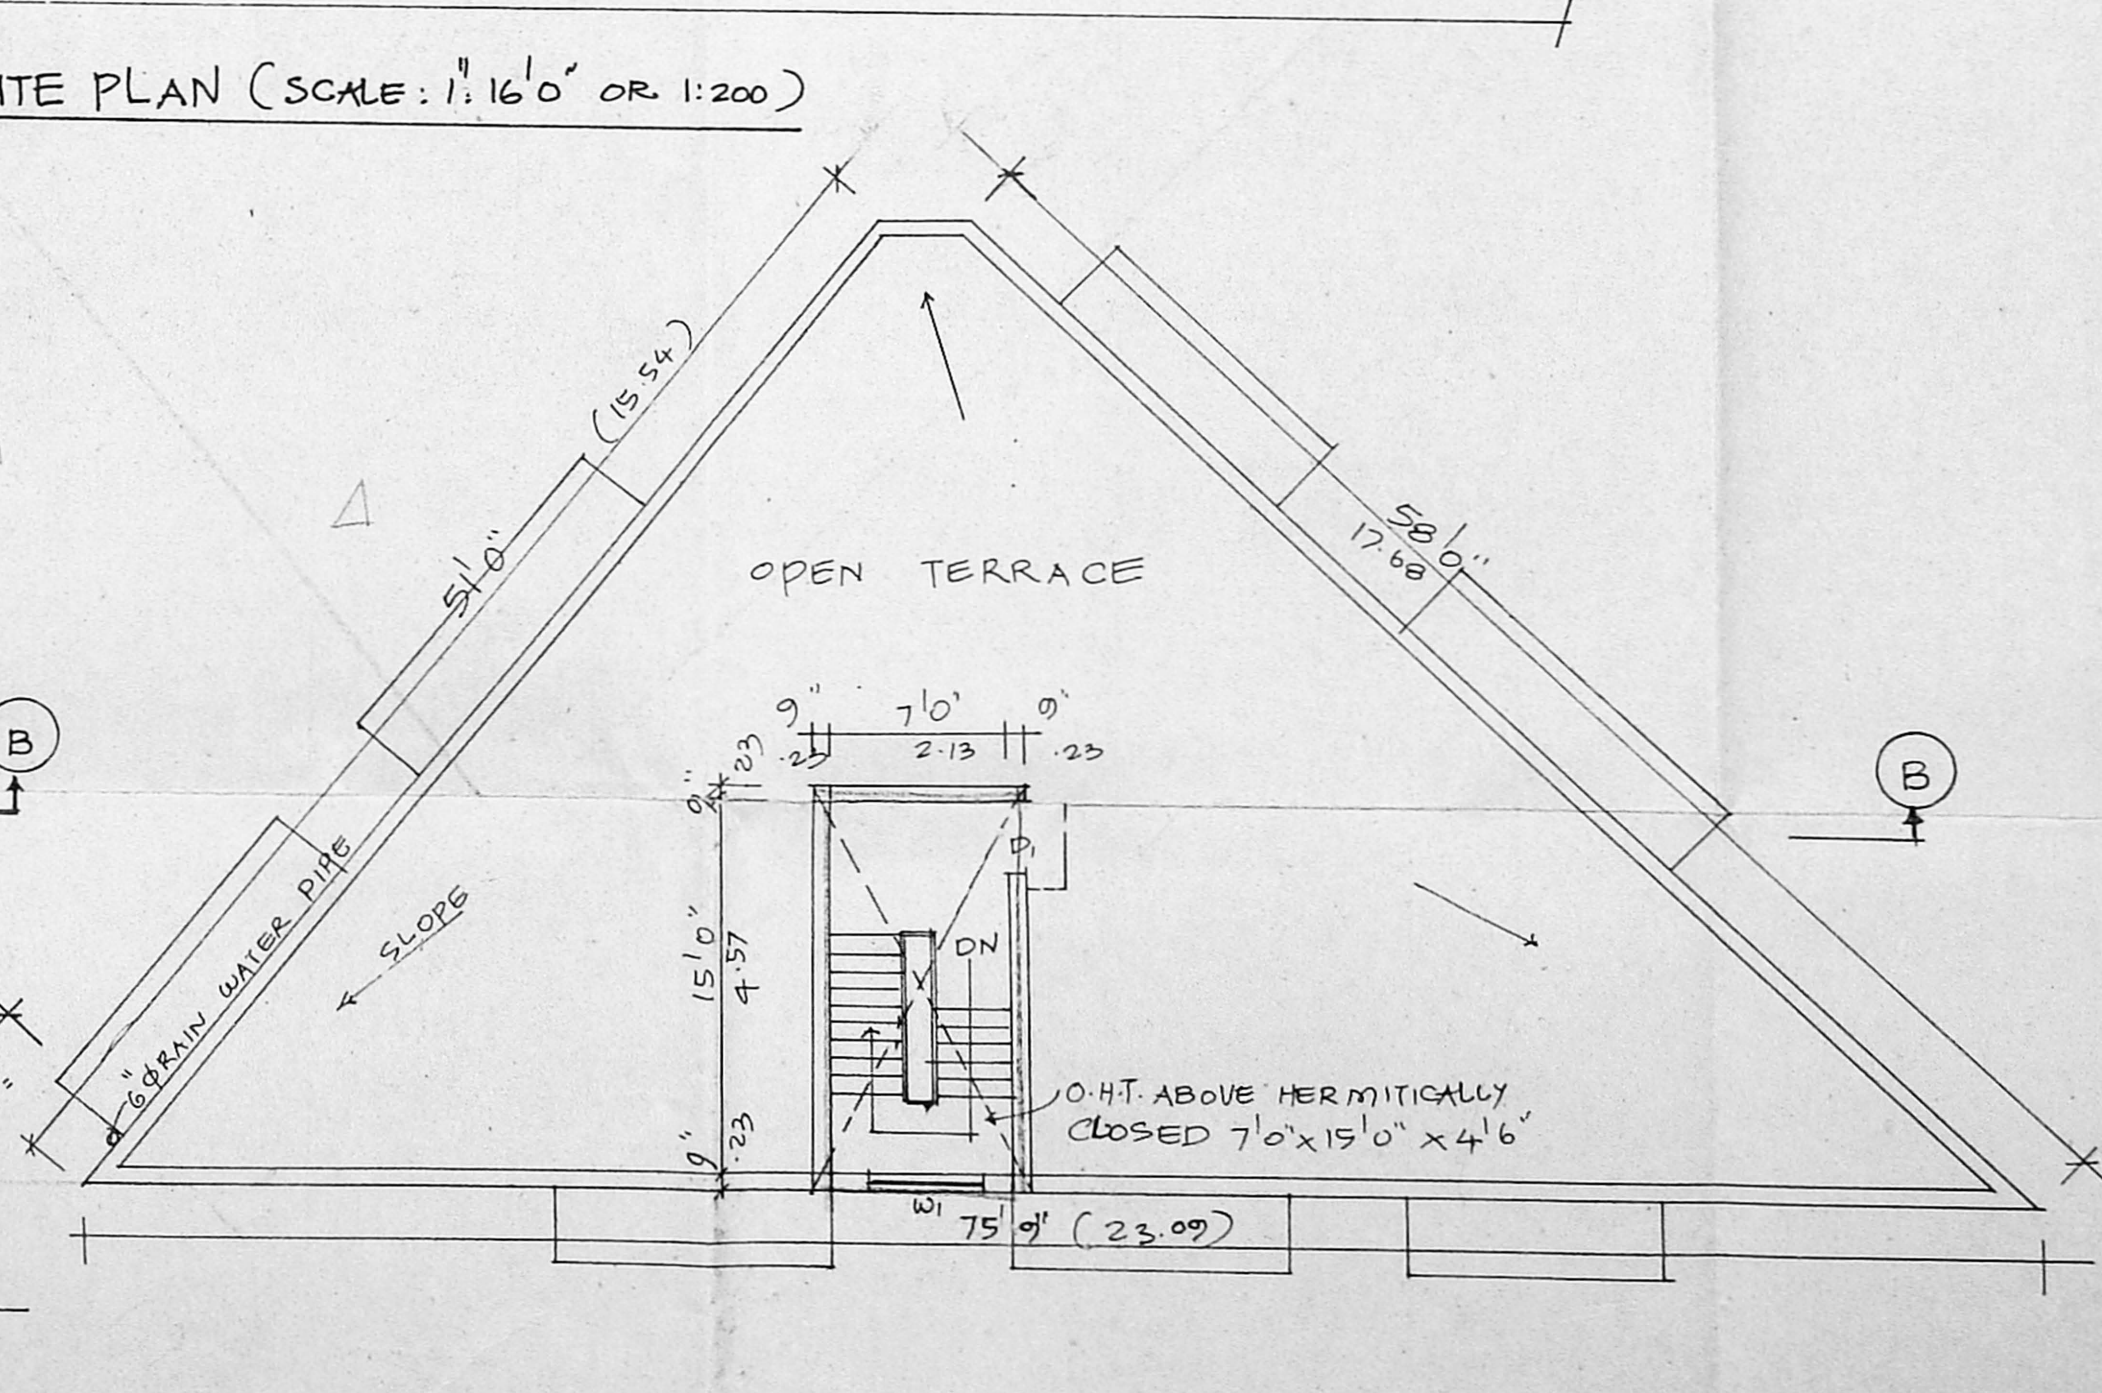 ITE PLAN (SCALE: 1": 16'0" OR 1:200)
(15.54)
51'0"
58'0"
17.68
OPEN TERRACE
9" 7'0" 9"
.23 2.13 .23
9" .23
B
B
D1
6"φ RAIN WATER PIPE
SLOPE
15'0"
4.57
DN
O.H.T. ABOVE HERMITICALLY
CLOSED 7'0"x15'0" x 4'6"
9" .23
W1
75'9" (23.09)